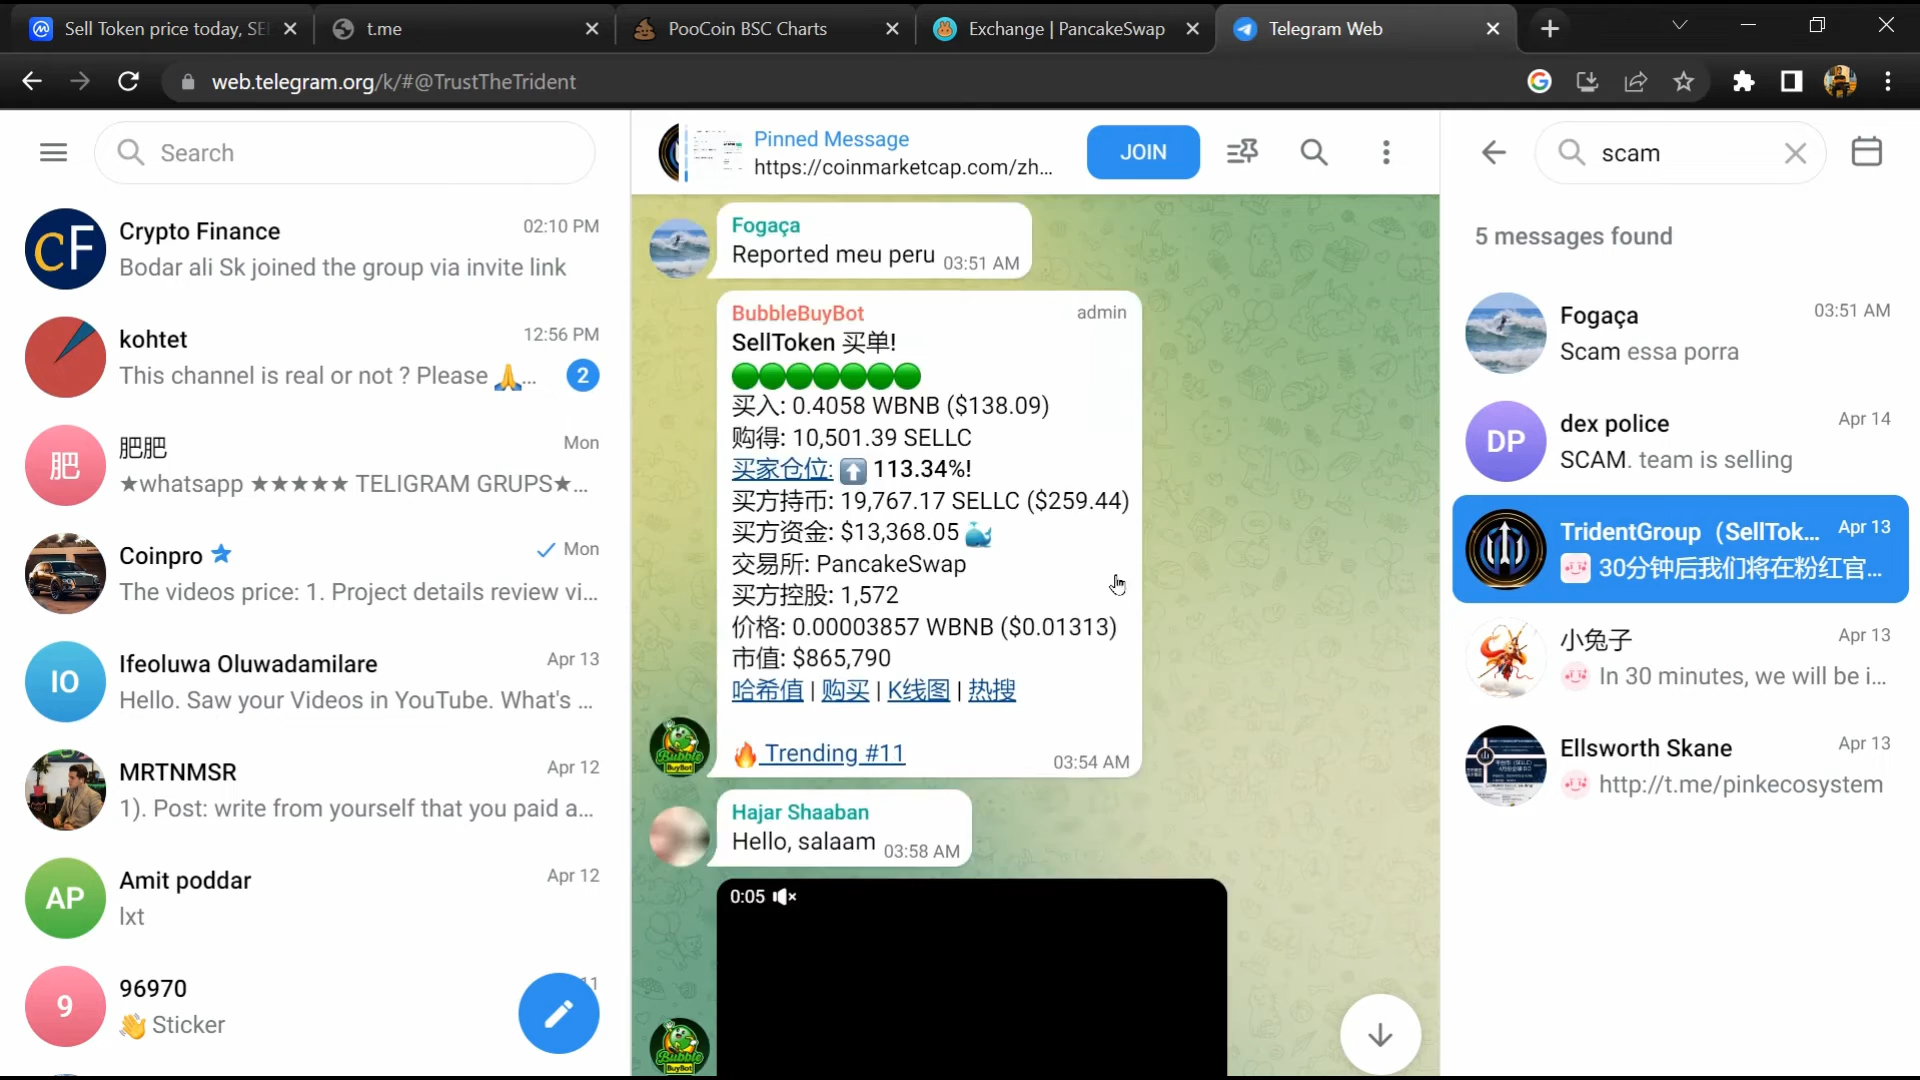 Sell Token price today, SE
t.me
PooCoin BSC Charts
Exchange | PancakeSwap
Telegram Web
web.telegram.org/k/#@TrustTheTrident
Search
CF
Crypto Finance
02:10 PM
Bodar ali Sk joined the group via invite link
kohtet
12:56 PM
This channel is real or not ? Please 🙏...
2
肥
肥肥
Mon
★whatsapp ★★★★★ TELIGRAM GRUPS★...
Coinpro
Mon
The videos price: 1. Project details review vi...
IO
Ifeoluwa Oluwadamilare
Apr 13
Hello. Saw your Videos in YouTube. What's ...
MRTNMSR
Apr 12
1). Post: write from yourself that you paid a...
AP
Amit poddar
Apr 12
lxt
9
96970
11
👋 Sticker
Pinned Message
https://coinmarketcap.com/zh...
JOIN
Fogaça
Reported meu peru 03:51 AM
BubbleBuyBot
admin
SellToken 买单!
🟢🟢🟢🟢🟢🟢🟢
买入: 0.4058 WBNB ($138.09)
购得: 10,501.39 SELLC
买家仓位: ⬆️ 113.34%!
买方持币: 19,767.17 SELLC ($259.44)
买方资金: $13,368.05 🐳
交易所: PancakeSwap
买方控股: 1,572
价格: 0.00003857 WBNB ($0.01313)
市值: $865,790
哈希值 | 购买 | K线图 | 热搜
🔥 Trending #11
03:54 AM
Bubble
BuyBot
Hajar Shaaban
Hello, salaam 03:58 AM
0:05
Bubble
BuyBot
scam
5 messages found
Fogaça
03:51 AM
Scam essa porra
DP
dex police
Apr 14
SCAM. team is selling
TridentGroup（SellTok...
Apr 13
30分钟后我们将在粉红官...
小兔子
Apr 13
In 30 minutes, we will be i...
Ellsworth Skane
Apr 13
http://t.me/pinkecosystem